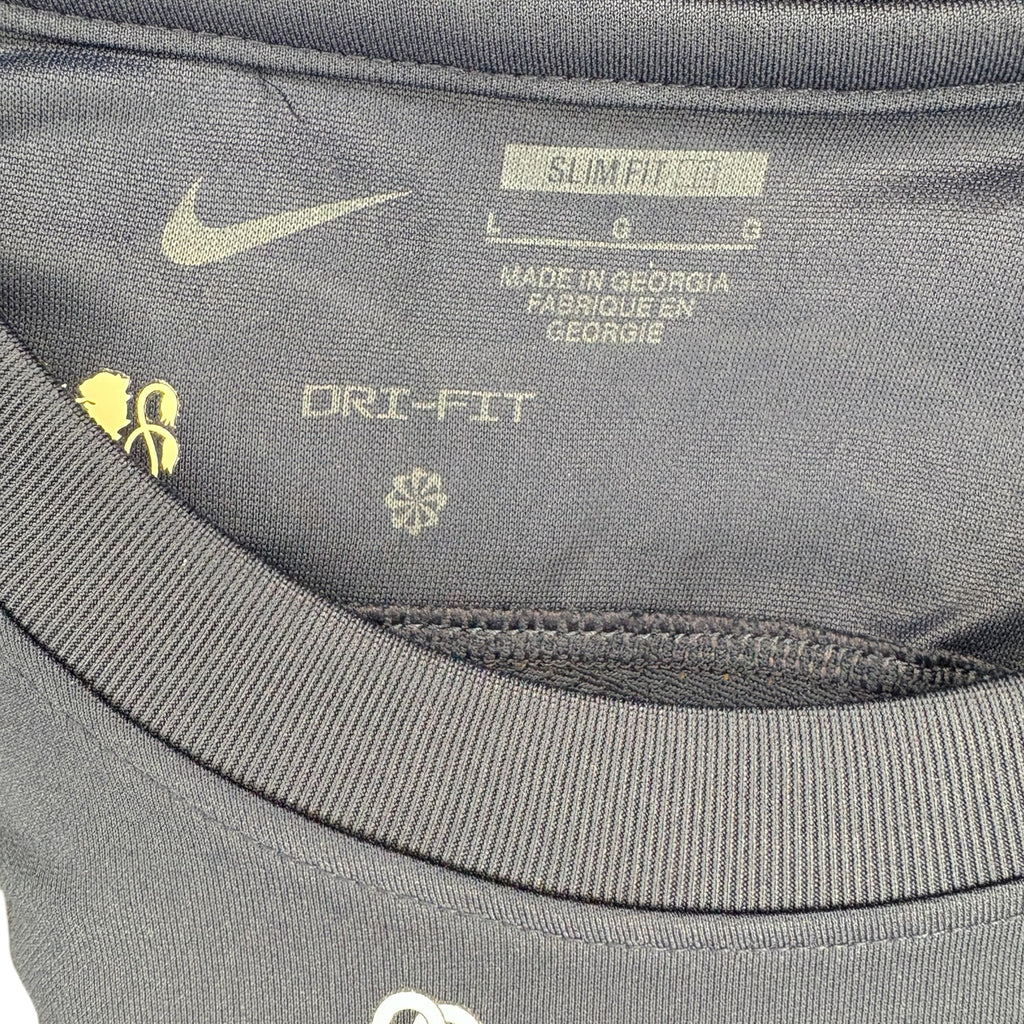 SLIM FIT
L G G
MADE IN GEORGIA
FABRIQUE EN
GEORGIE
DRI-FIT